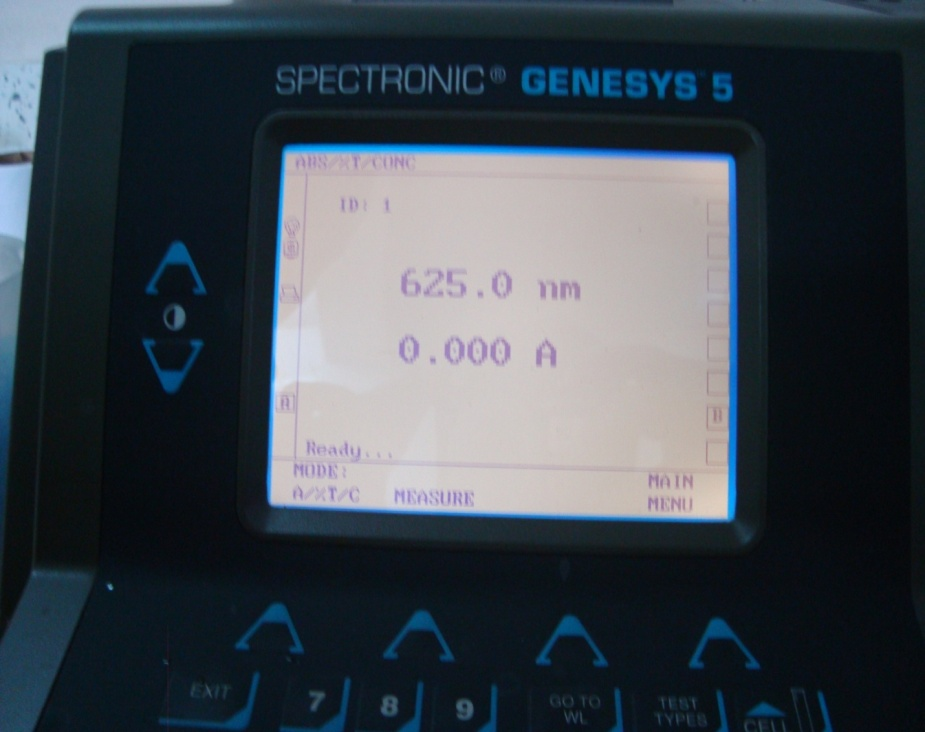 SPECTRONIC® GENESYS™ 5
ABS/%T/CONC
ID: 1
625.0 nm
0.000 A
A
B
Ready...
MODE:
A/%T/C MEASURE
MAIN
MENU
EXIT
7
8
9
GO TO
WL
TEST
TYPES
CELL